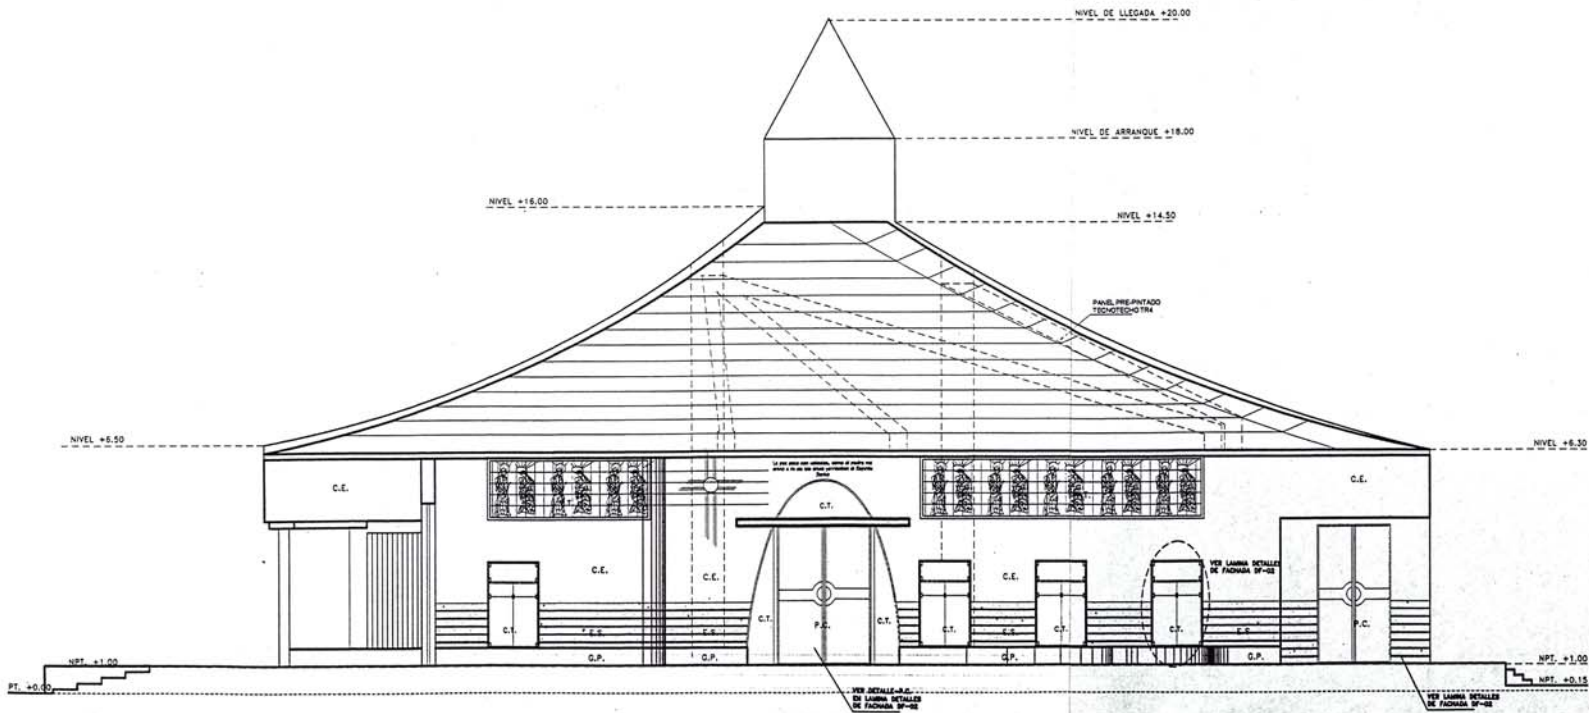 NIVEL DE LLEGADA +20.00
NIVEL DE ARRANQUE +18.00
NIVEL +16.00
NIVEL +14.50
PANEL PRE-PINTADO
TECNOTECHO TR4
NIVEL +6.50
NIVEL +6.30
C.E.
C.E.
C.T.
C.E.
C.E.
C.E.
VER LAMINA DETALLES
DE FACHADA DF-02
C.T.
E.S.
E.S.
C.T.
P.C.
C.T.
C.T.
E.S.
C.T.
C.T.
E.S.
P.C.
G.P.
G.P.
G.P.
G.P.
NPT. +1.00
NPT. +1.00
PT. +0.00
NPT. +0.15
VER DETALLE-P.C.
EN LAMINA DETALLES
DE FACHADA DF-02
VER LAMINA DETALLES
DE FACHADA DF-02